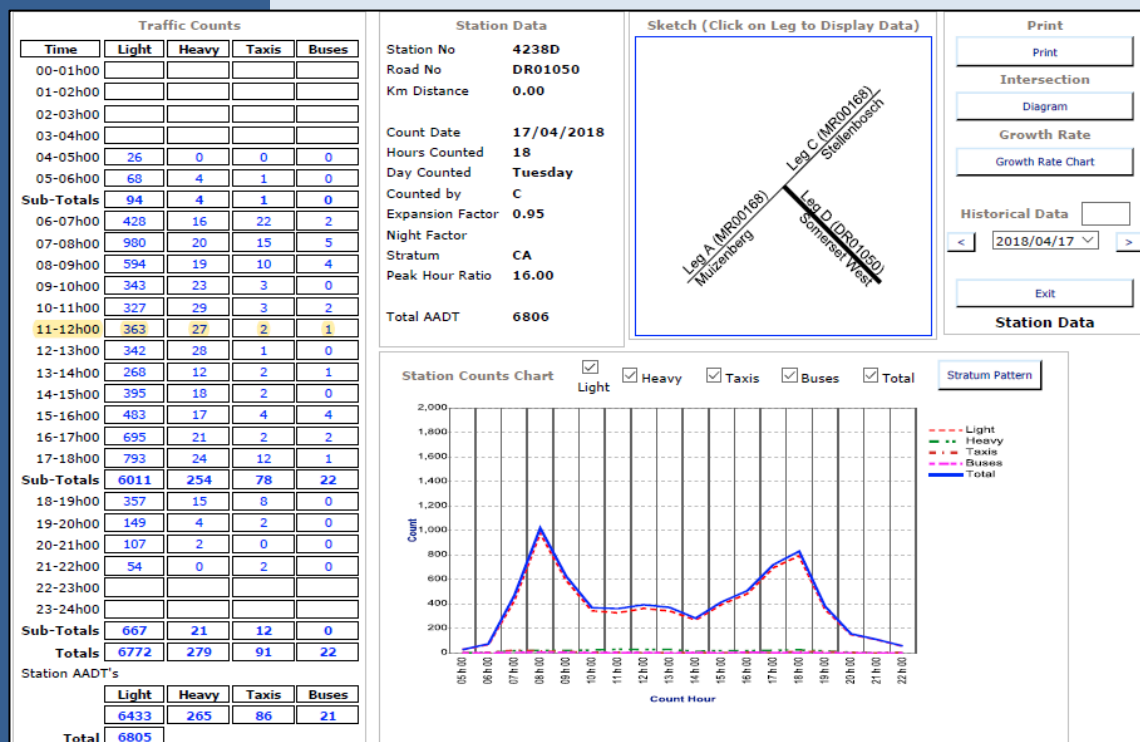 Traffic Counts
Time Light Heavy Taxis Buses
00-01h00
01-02h00
02-03h00
03-04h00
04-05h00 26 0 0 0
05-06h00 68 4 1 0
Sub-Totals 94 4 1 0
06-07h00 428 16 22 2
07-08h00 980 20 15 5
08-09h00 594 19 10 4
09-10h00 343 23 3 0
10-11h00 327 29 3 2
11-12h00 363 27 2 1
12-13h00 342 28 1 0
13-14h00 268 12 2 1
14-15h00 395 18 2 0
15-16h00 483 17 4 4
16-17h00 695 21 2 2
17-18h00 793 24 12 1
Sub-Totals 6011 254 78 22
18-19h00 357 15 8 0
19-20h00 149 4 2 0
20-21h00 107 2 0 0
21-22h00 54 0 2 0
22-23h00
23-24h00
Sub-Totals 667 21 12 0
Totals 6772 279 91 22
Station AADT's
Light Heavy Taxis Buses
6433 265 86 21
Total 6805
Station Data
Station No 4238D
Road No DR01050
Km Distance 0.00
Count Date 17/04/2018
Hours Counted 18
Day Counted Tuesday
Counted by C
Expansion Factor 0.95
Night Factor
Stratum CA
Peak Hour Ratio 16.00
Total AADT 6806
Sketch (Click on Leg to Display Data)
Leg C (MR00168)
Stellenbosch
Leg A (MR00168)
Muizenberg
Leg D (DR01050)
Somerset West
Print
Print
Intersection
Diagram
Growth Rate
Growth Rate Chart
Historical Data
< 2018/04/17 >
Exit
Station Data
Station Counts Chart
Light Heavy Taxis Buses Total
Stratum Pattern
2,000
1,800
1,600
1,400
1,200
1,000
800
600
400
200
0
Count
05h00 06h00 07h00 08h00 09h00 10h00 11h00 12h00 13h00 14h00 15h00 16h00 17h00 18h00 19h00 20h00 21h00 22h00
Count Hour
Light
Heavy
Taxis
Buses
Total